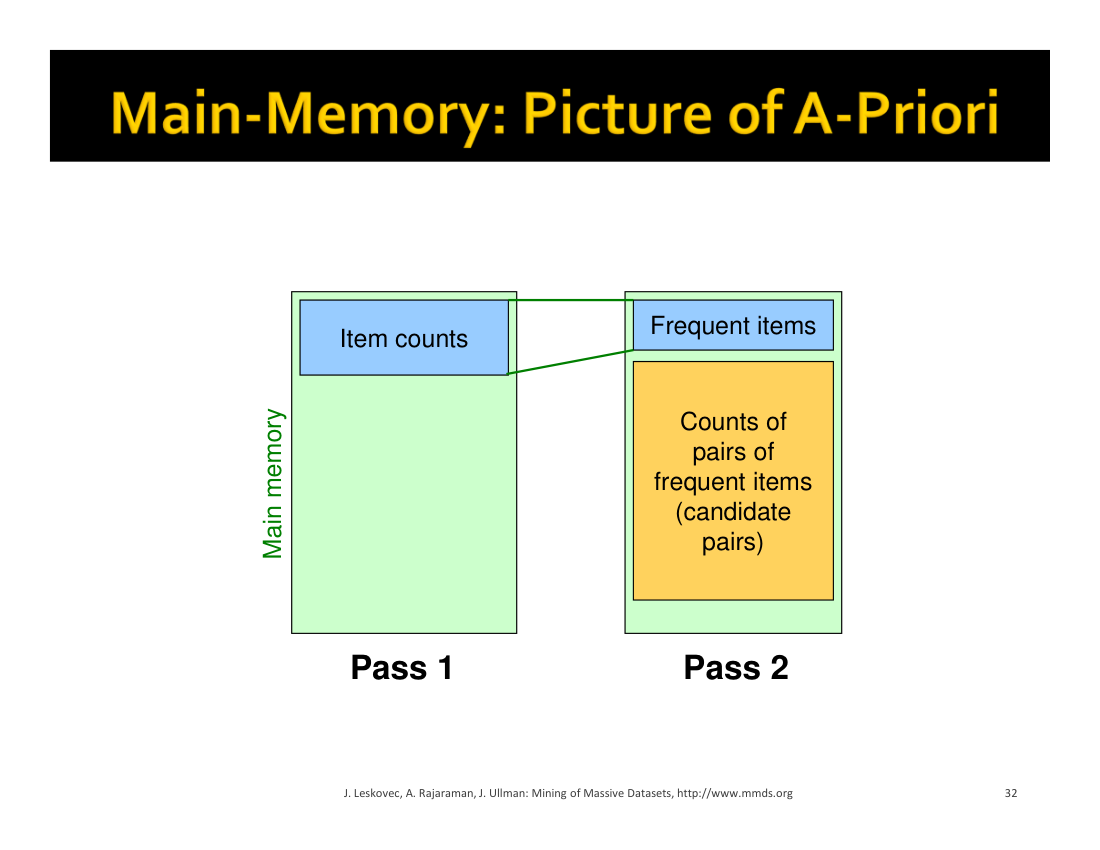 Main-Memory: Picture of A-Priori
Item counts
Frequent items
Counts of
pairs of
frequent items
(candidate
pairs)
Main memory
Pass 1
Pass 2
J. Leskovec, A. Rajaraman, J. Ullman: Mining of Massive Datasets, http://www.mmds.org
32